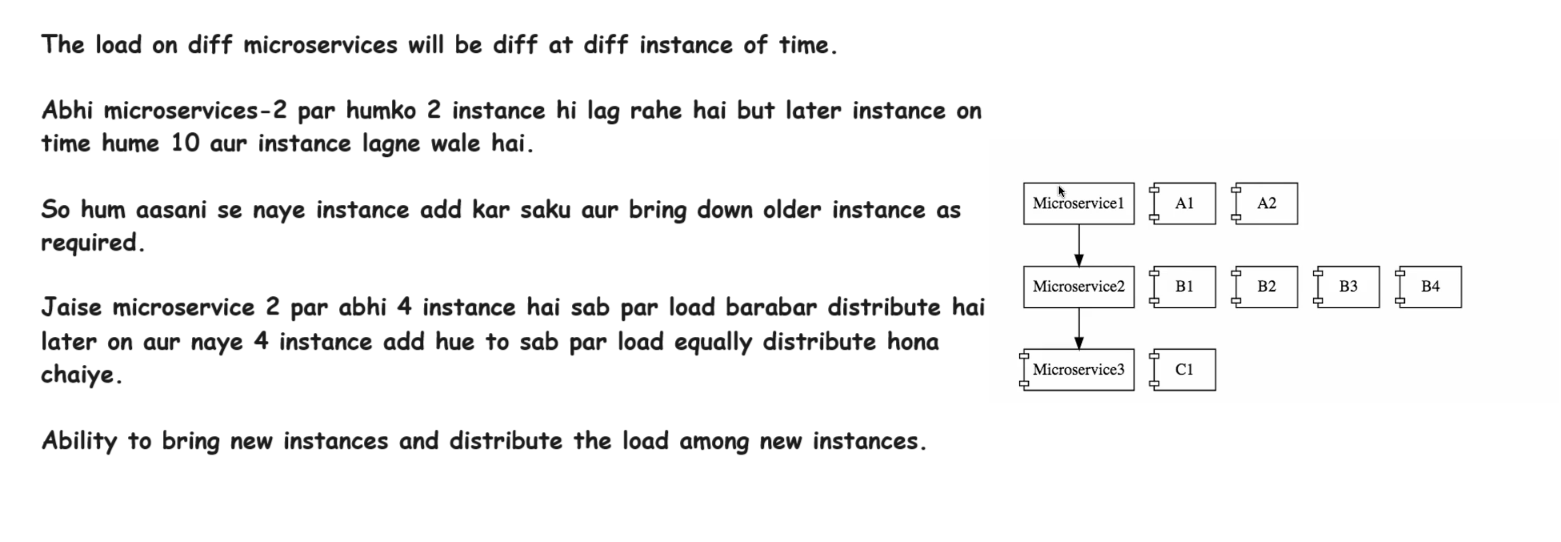 The load on diff microservices will be diff at diff instance of time.
Abhi microservices-2 par humko 2 instance hi lag rahe hai but later instance on
time hume 10 aur instance lagne wale hai.
So hum aasani se naye instance add kar saku aur bring down older instance as
required.
Jaise microservice 2 par abhi 4 instance hai sab par load barabar distribute hai
later on aur naye 4 instance add hue to sab par load equally distribute hona
chaiye.
Ability to bring new instances and distribute the load among new instances.
Microservice1 A1 A2
Microservice2 B1 B2 B3 B4
Microservice3 C1